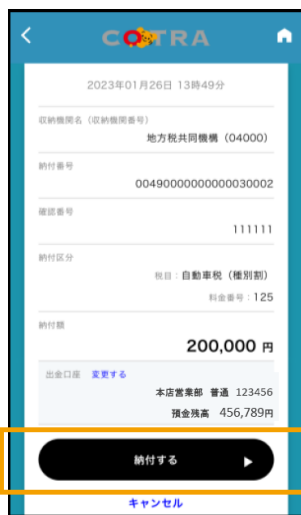 COTRA
2023年01月26日 13時49分
収納機関名（収納機関番号）
地方税共同機構（04000）
納付番号
00490000000000030002
確認番号
111111
納付区分
税目：自動車税（種別割）
料金番号：125
納付額
200,000 円
出金口座 変更する
本店営業部 普通 123456
預金残高 456,789円
納付する
キャンセル